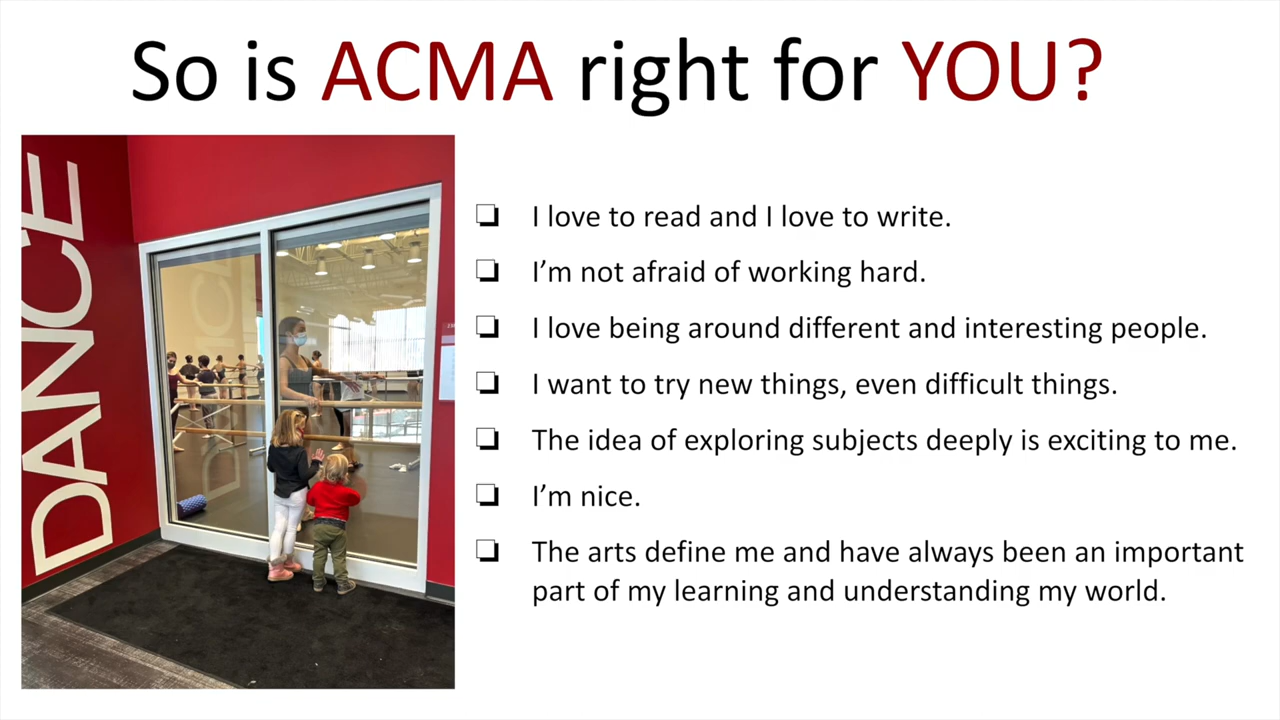 So is ACMA right for YOU?
DANCE
❏ I love to read and I love to write.
❏ I’m not afraid of working hard.
❏ I love being around different and interesting people.
❏ I want to try new things, even difficult things.
❏ The idea of exploring subjects deeply is exciting to me.
❏ I’m nice.
❏ The arts define me and have always been an important
part of my learning and understanding my world.